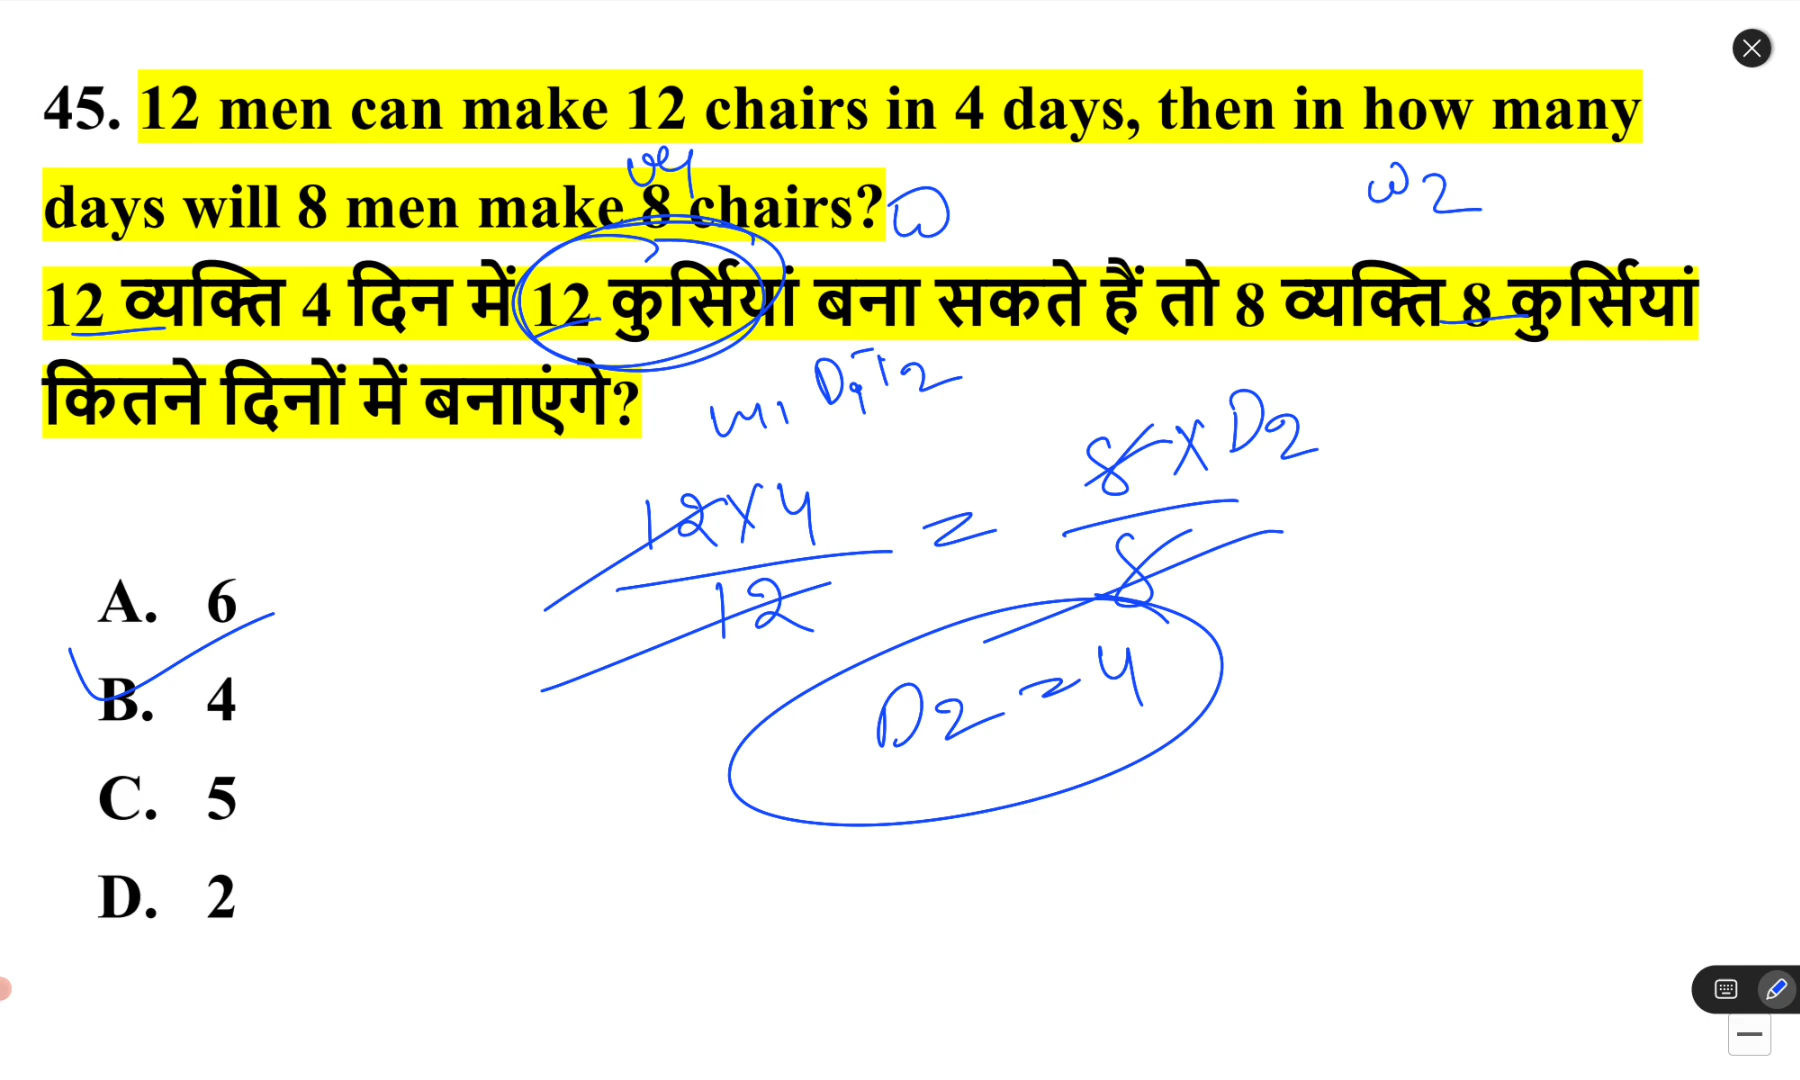 45. 12 men can make 12 chairs in 4 days, then in how many
days will 8 men make 8 chairs?
12 व्यक्ति 4 दिन में 12 कुर्सियां बना सकते हैं तो 8 व्यक्ति 8 कुर्सियां
कितने दिनों में बनाएंगे?
W2
12×4 / 12 = 8×D2 / 8
D2 = 4
A. 6
B. 4
C. 5
D. 2